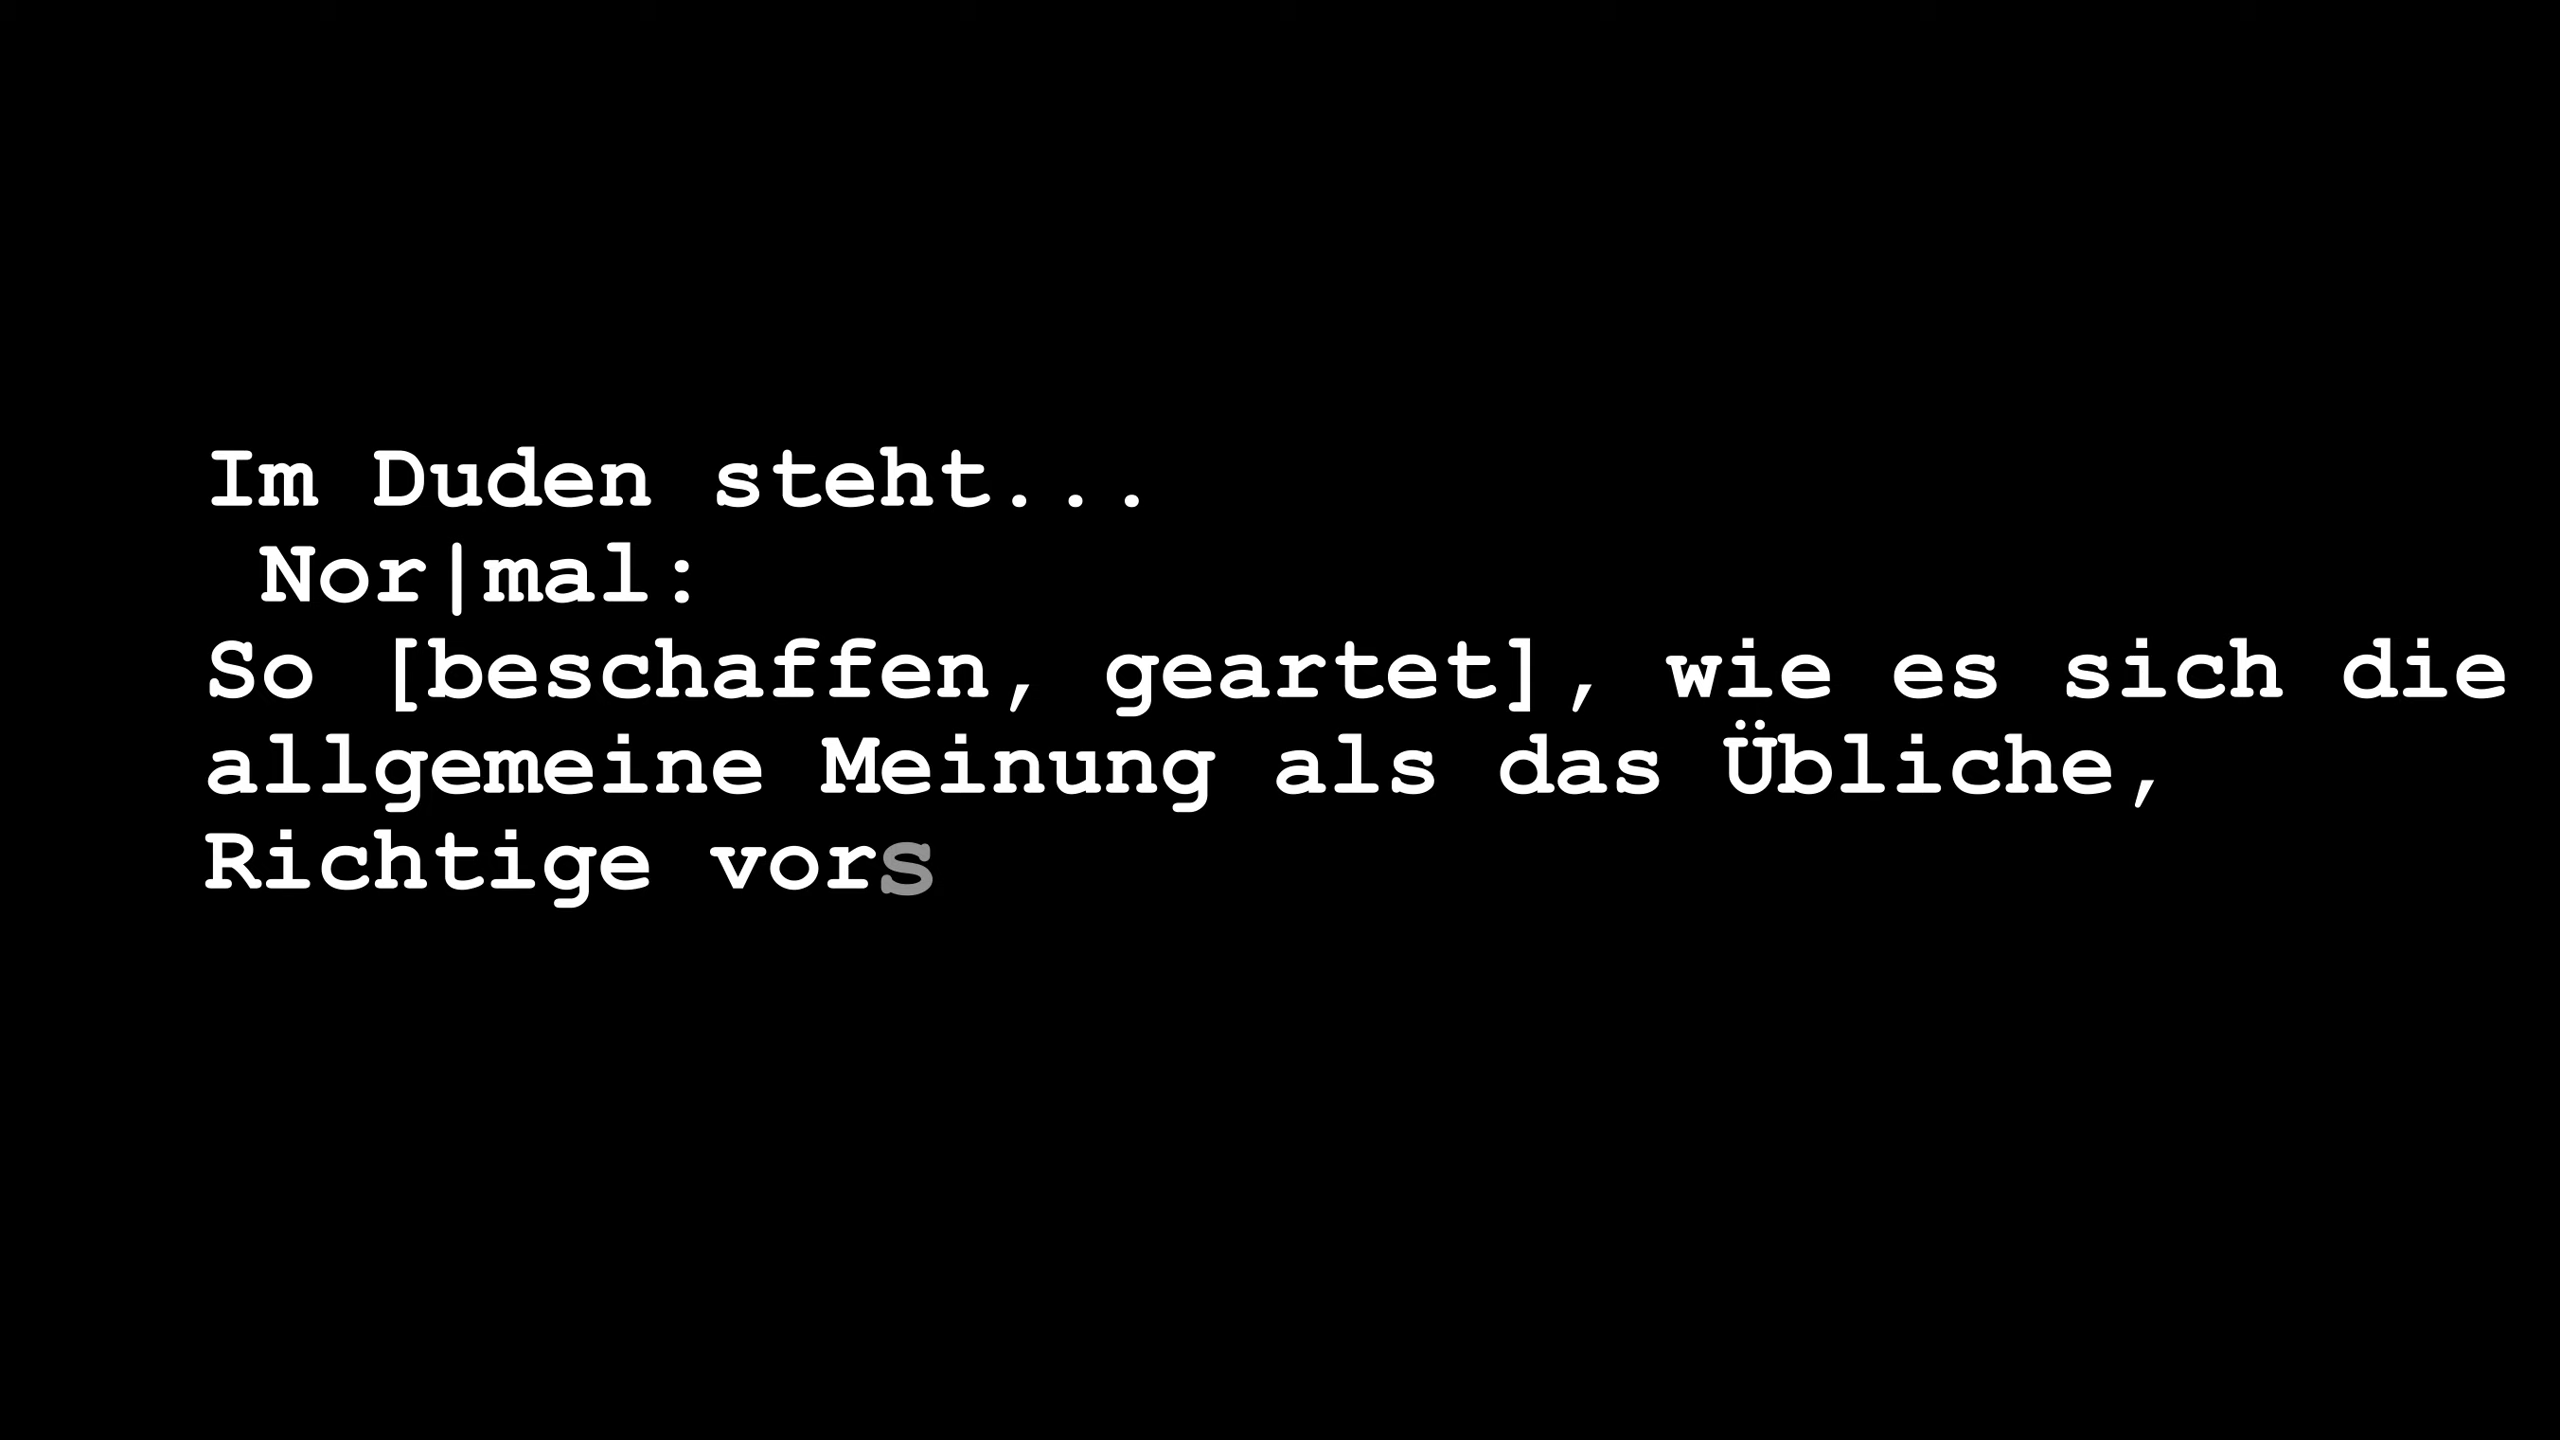 Im Duden steht...
Nor|mal:
So [beschaffen, geartet], wie es sich die
allgemeine Meinung als das Übliche,
Richtige vors